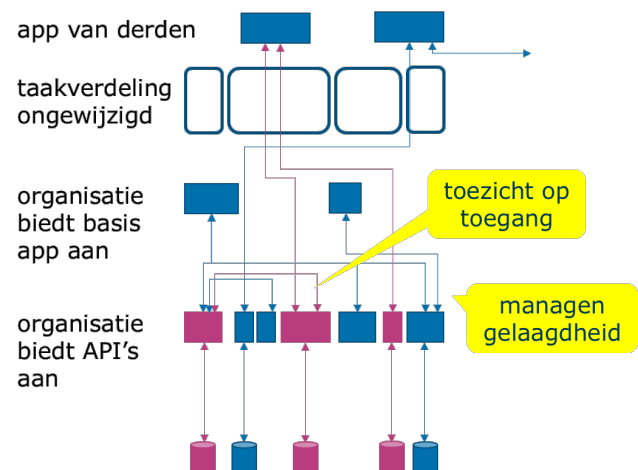 app van derden
taakverdeling
ongewijzigd
organisatie
biedt basis
app aan
toezicht op
toegang
organisatie
biedt API’s
aan
managen
gelaagdheid